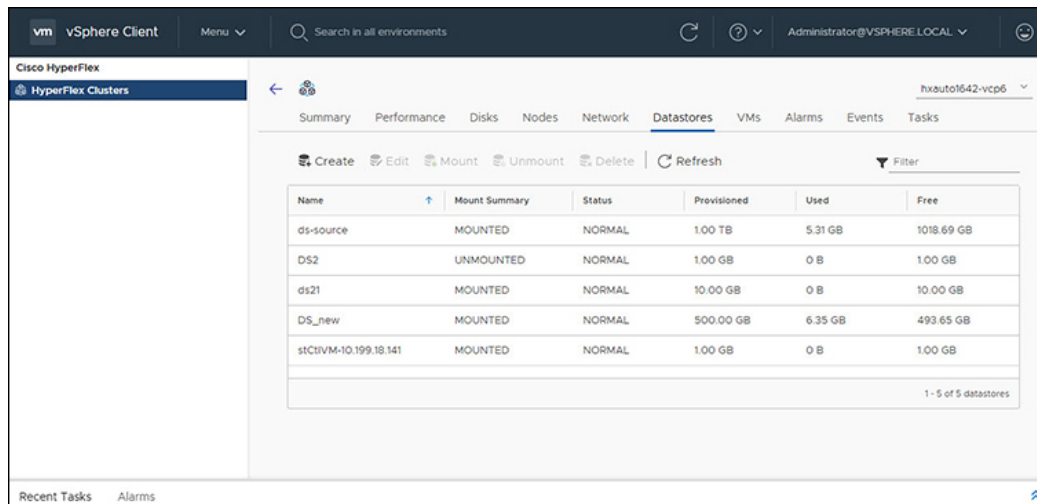 vm vSphere Client Menu Search in all environments Administrator@VSPHERE.LOCAL
Cisco HyperFlex
HyperFlex Clusters
hxauto1642-vcp6
Summary Performance Disks Nodes Network Datastores VMs Alarms Events Tasks
Create Edit Mount Unmount Delete Refresh Filter
Name Mount Summary Status Provisioned Used Free
ds-source MOUNTED NORMAL 1.00 TB 5.31 GB 1018.69 GB
DS2 UNMOUNTED NORMAL 1.00 GB 0 B 1.00 GB
ds21 MOUNTED NORMAL 10.00 GB 0 B 10.00 GB
DS_new MOUNTED NORMAL 500.00 GB 6.35 GB 493.65 GB
stCtlVM-10.199.18.141 MOUNTED NORMAL 1.00 GB 0 B 1.00 GB
1 - 5 of 5 datastores
Recent Tasks Alarms